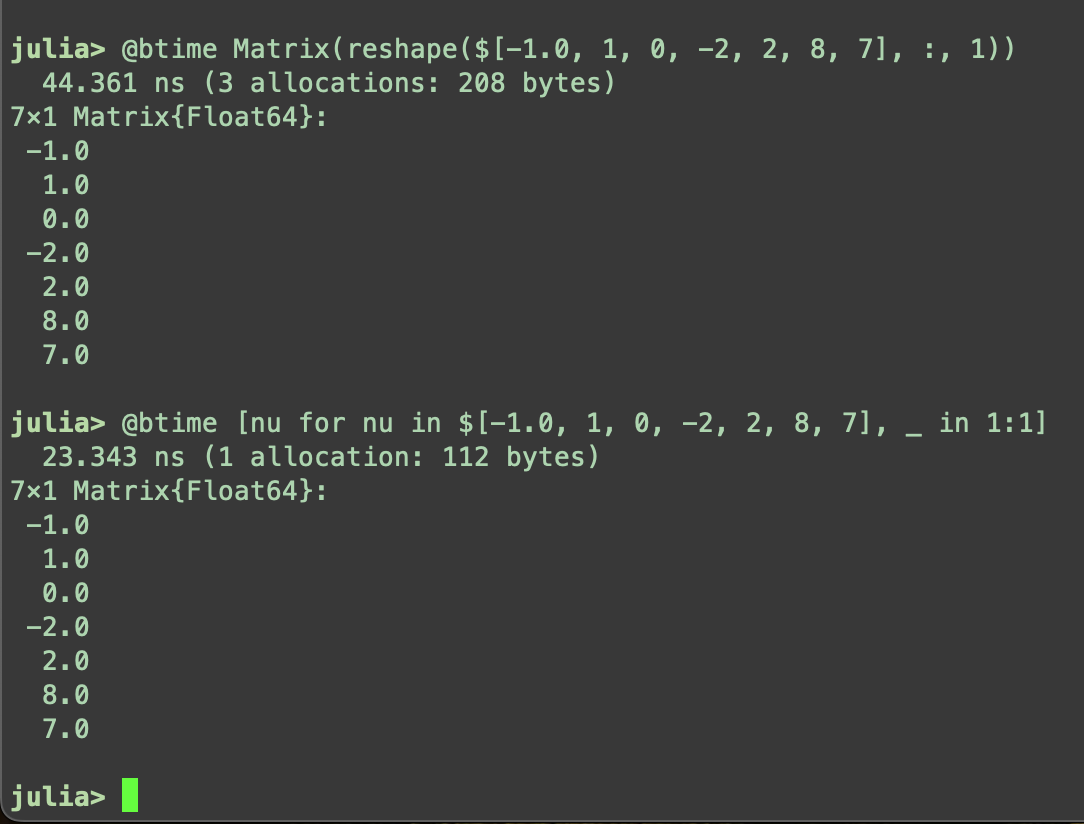 julia> @btime Matrix(reshape($[-1.0, 1, 0, -2, 2, 8, 7], :, 1))
  44.361 ns (3 allocations: 208 bytes)
7×1 Matrix{Float64}:
 -1.0
  1.0
  0.0
 -2.0
  2.0
  8.0
  7.0
julia> @btime [nu for nu in $[-1.0, 1, 0, -2, 2, 8, 7], _ in 1:1]
  23.343 ns (1 allocation: 112 bytes)
7×1 Matrix{Float64}:
 -1.0
  1.0
  0.0
 -2.0
  2.0
  8.0
  7.0
julia>